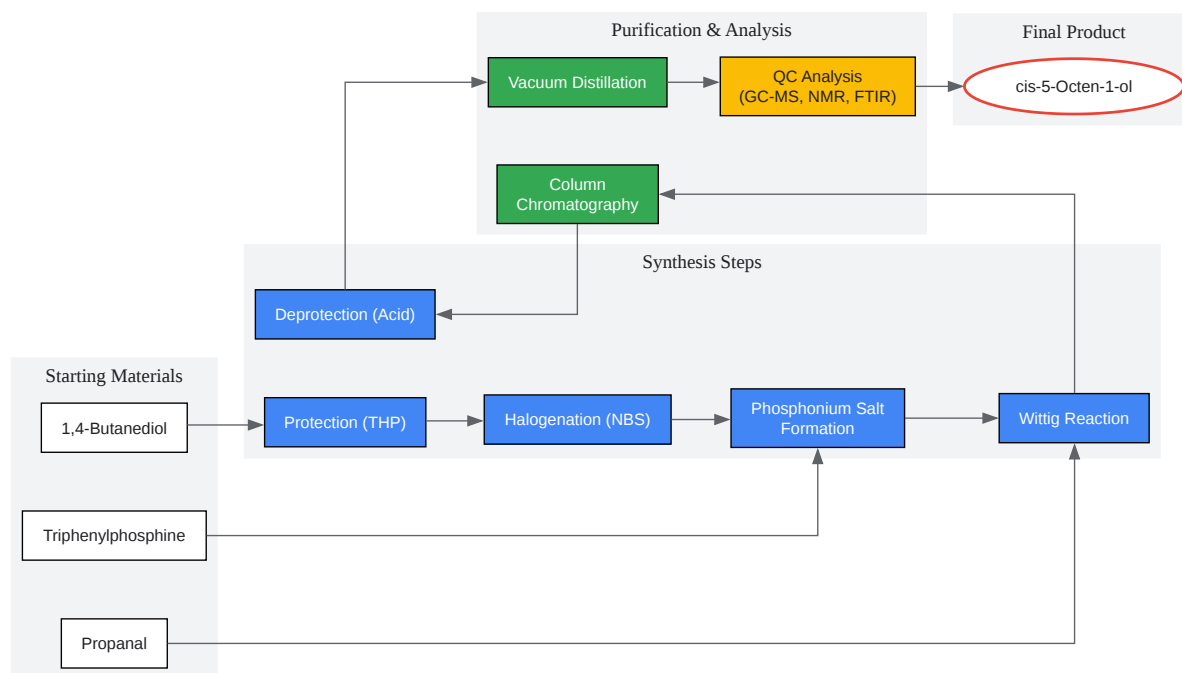 Purification & Analysis
Final Product
Vacuum Distillation
QC Analysis
(GC-MS, NMR, FTIR)
cis-5-Octen-1-ol
Column
Chromatography
Synthesis Steps
Deprotection (Acid)
Starting Materials
1,4-Butanediol
Protection (THP)
Halogenation (NBS)
Phosphonium Salt
Formation
Wittig Reaction
Triphenylphosphine
Propanal